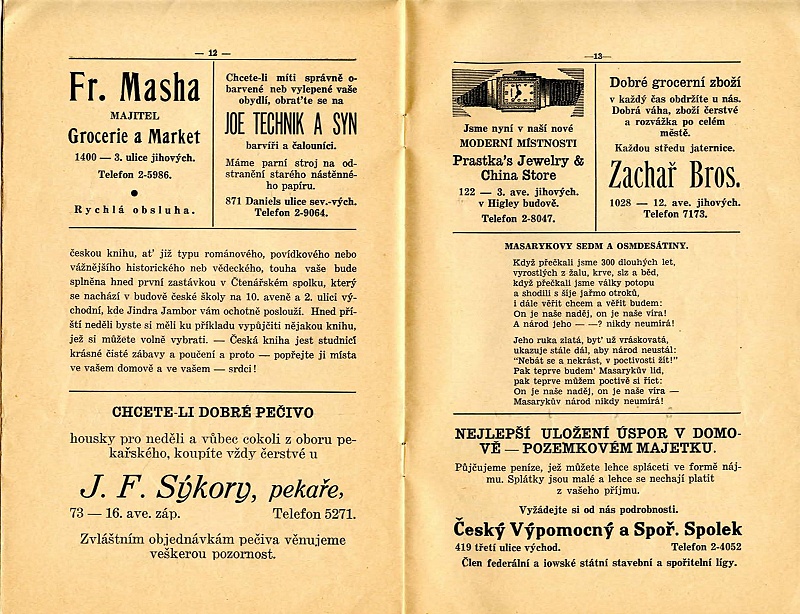 — 12 —
Fr. Masha
MAJITEL
Grocerie a Market
1400 — 3. ulice jihových.
Telefon 2-5986.
Rychlá obsluha.
Chcete-li míti správně o-
barvené neb vylepené vaše
obydlí, obrať'te se na
JOE TECHNIK A SYN
barvíři a čalouníci.
Máme parní stroj na od-
stranění starého nástěnné-
ho papíru.
871 Daniels ulice sev.-vých.
Telefon 2-9064.
českou knihu, ať' již typu románového, povídkového nebo
vážnějšího historického neb vědeckého, touha vaše bude
splněna hned první zastávkou v Čtenářském spolku, který
se nachází v budově české školy na 10. aveně a 2. ulici vý-
chodní, kde Jindra Jambor vám ochotně poslouží. Hned pří-
ští neděli byste si měli ku příkladu vypůjčiti nějakou knihu,
jež si můžete volně vybrati. — Česká kniha jest studnicí
krásné čisté zábavy a poučení a proto — popřejte jí místa
ve vašem domově a ve vašem — srdci!
CHCETE-LI DOBRÉ PEČIVO
housky pro neděli a vůbec cokoli z oboru pe-
kařského, koupíte vždy čerstvé u
J. F. Sýkory, pekaře,
73 — 16. ave. záp. Telefon 5271.
Zvláštním objednávkám pečiva věnujeme
veškerou pozornost.
—13—
Jsme nyní v naší nové
MODERNÍ MÍSTNOSTI
Prastka's Jewelry &
China Store
122 — 3. ave. jihových.
v Higley budově.
Telefon 2-8047.
Dobré grocerní zboží
v každý čas obdržíte u nás.
Dobrá váha, zboží čerstvé
a rozvážka po celém
městě.
Každou středu jaternice.
Zachař Bros.
1028 — 12. ave. jihových.
Telefon 7173.
MASARYKOVY SEDM A OSMDESÁTINY.
Když přečkali jsme 300 dlouhých let,
vyrostlých z žalu, krve, slz a běd,
když přečkali jsme války potopu
a shodili s šíje jařmo otroků,
i dále věřit chcem a věřit budem:
On je naše naděj, on je naše víra!
A národ jeho — —? nikdy neumírá!
Jeho ruka zlatá, byť' už vráskovatá,
ukazuje stále dál, aby národ neustál:
"Nebát se a nekrást, v poctivosti žít!"
Pak teprve budem' Masarykův lid,
pak teprve můžem poctivě si říct:
On je naše naděj, on je naše víra —
Masarykův národ nikdy neumírá!
NEJLEPŠÍ ULOŽENÍ ÚSPOR V DOMO-
VĚ — POZEMKOVÉM MAJETKU.
Půjčujeme peníze, jež můžete lehce spláceti ve formě náj-
mu. Splátky jsou malé a lehce se nechají platit
z vašeho příjmu.
Vyžádejte si od nás podrobnosti.
Český Výpomocný a Spoř. Spolek
419 třetí ulice východ. Telefon 2-4052
Člen federální a iowské státní stavební a spořitelní ligy.